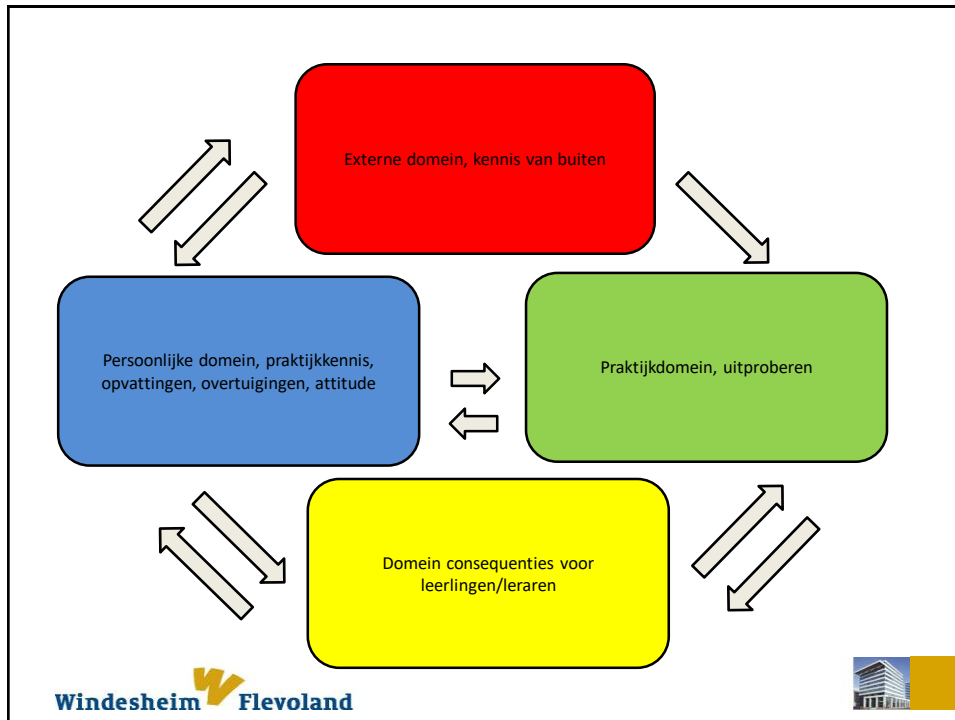 Externe domein, kennis van buiten
Persoonlijke domein, praktijkkennis,
opvattingen, overtuigingen, attitude
Praktijkdomein, uitproberen
Domein consequenties voor
leerlingen/leraren
Windesheim Flevoland